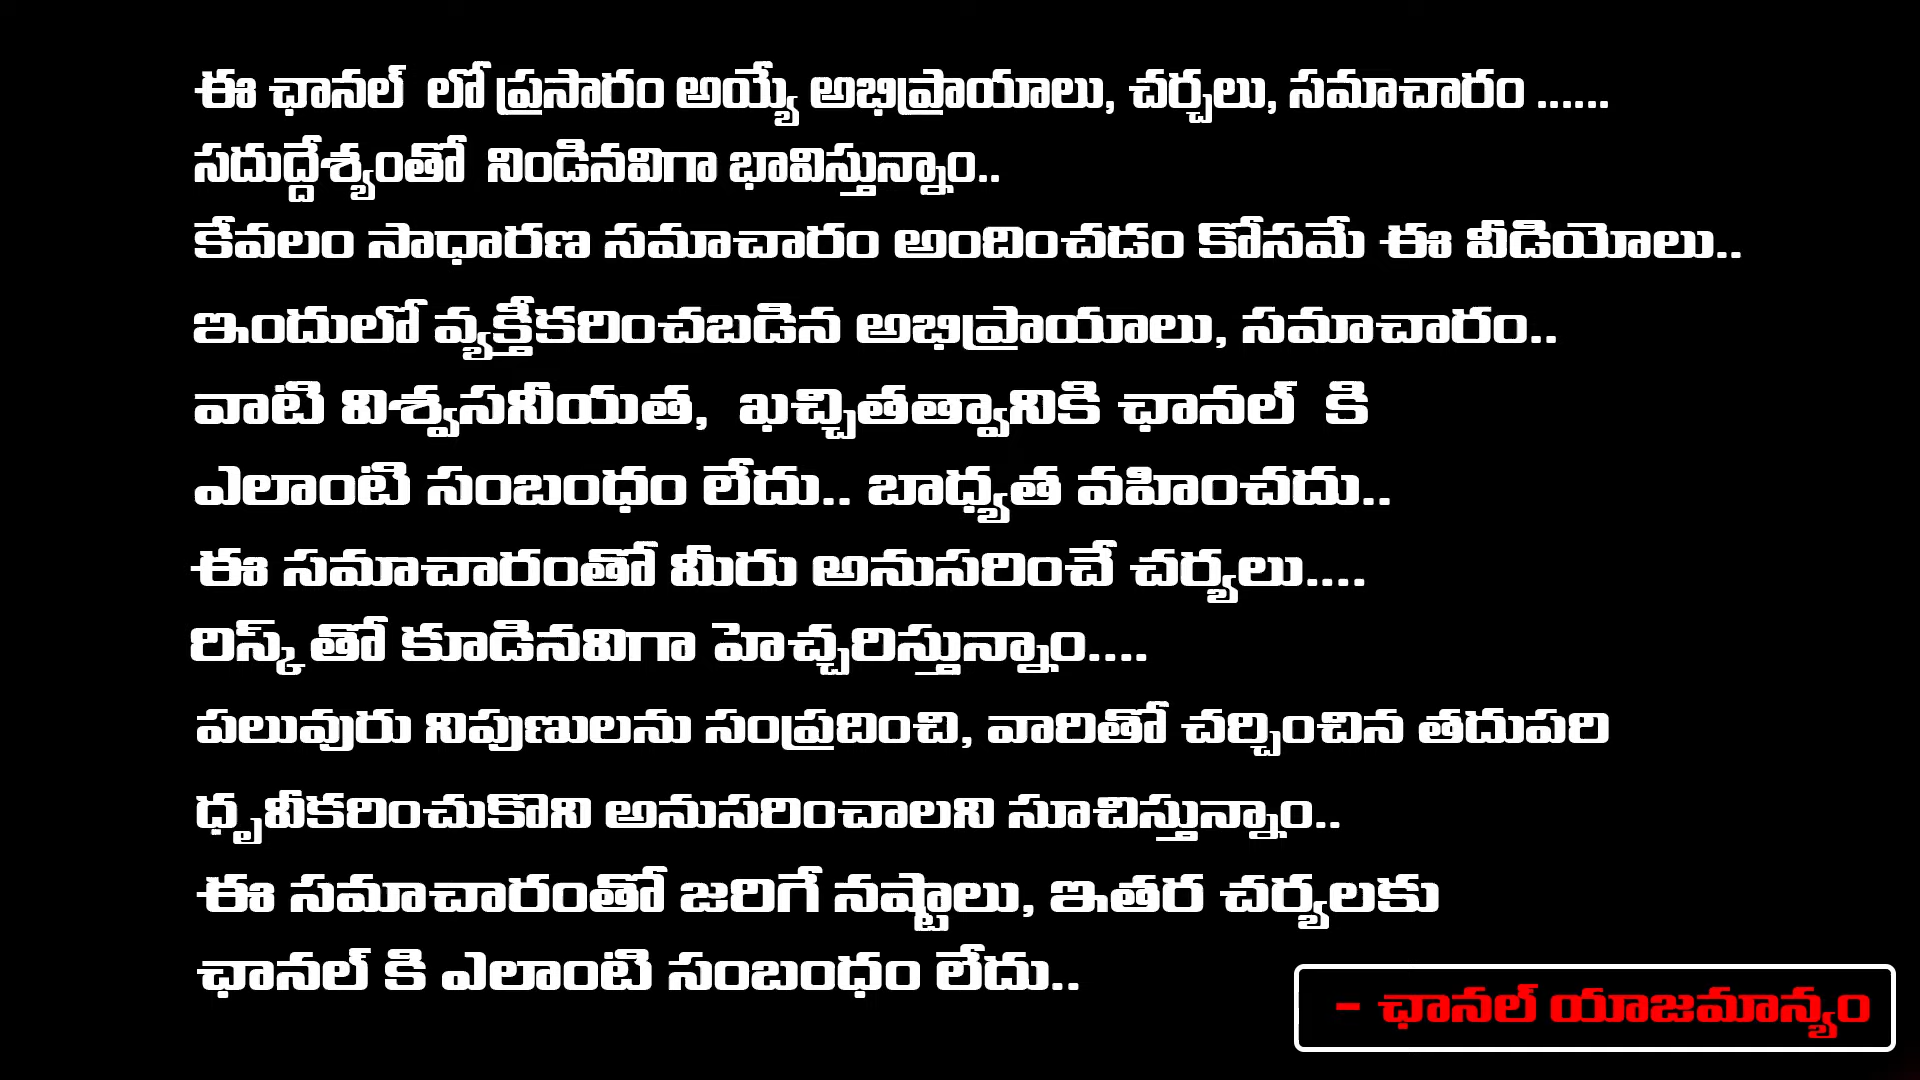 ఈ ఛానల్ లో ప్రసారం అయ్యే అభిప్రాయాలు, చర్చలు, సమాచారం ......
సదుద్దేశ్యంతో నిండినవిగా భావిస్తున్నాం..
కేవలం సాధారణ సమాచారం అందించడం కోసమే ఈ వీడియోలు..
ఇందులో వ్యక్తీకరించబడిన అభిప్రాయాలు, సమాచారం..
వాటి విశ్వసనీయత, ఖచ్చితత్వానికి ఛానల్ కి
ఎలాంటి సంబంధం లేదు.. బాధ్యత వహించదు..
ఈ సమాచారంతో మీరు అనుసరించే చర్యలు....
రిస్క్ తో కూడినవిగా హెచ్చరిస్తున్నాం....
పలువురు నిపుణులను సంప్రదించి, వారితో చర్చించిన తదుపరి
ధృవీకరించుకొని అనుసరించాలని సూచిస్తున్నాం..
ఈ సమాచారంతో జరిగే నష్టాలు, ఇతర చర్యలకు
ఛానల్ కి ఎలాంటి సంబంధం లేదు..
- ఛానల్ యాజమాన్యం